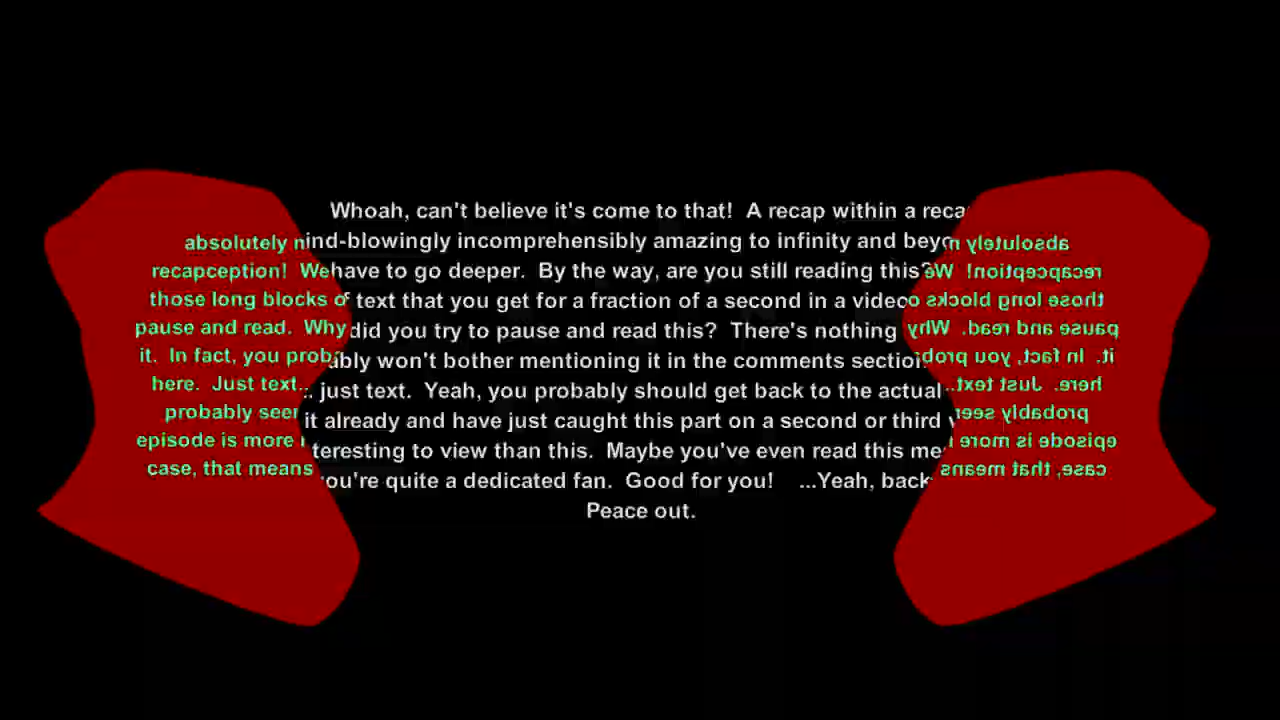 Whoah, can't believe it's come to that!  A recap within a reca
absolutely mind-blowingly incomprehensibly amazing to infinity and beyon
recapception!  We have to go deeper.  By the way, are you still reading this?
those long blocks of text that you get for a fraction of a second in a video
pause and read.  Why did you try to pause and read this?  There's nothing
it.  In fact, you probably won't bother mentioning it in the comments section
here.  Just text... just text.  Yeah, you probably should get back to the actual
probably seen it already and have just caught this part on a second or third
episode is more interesting to view than this.  Maybe you've even read this me
case, that means you're quite a dedicated fan.  Good for you!    ...Yeah, back
Peace out.
absolutely m
recapception!  We
those long blocks o
pause and read.  Why
it.  In fact, you prob
here.  Just text..
probably seen
episode is more i
case, that means